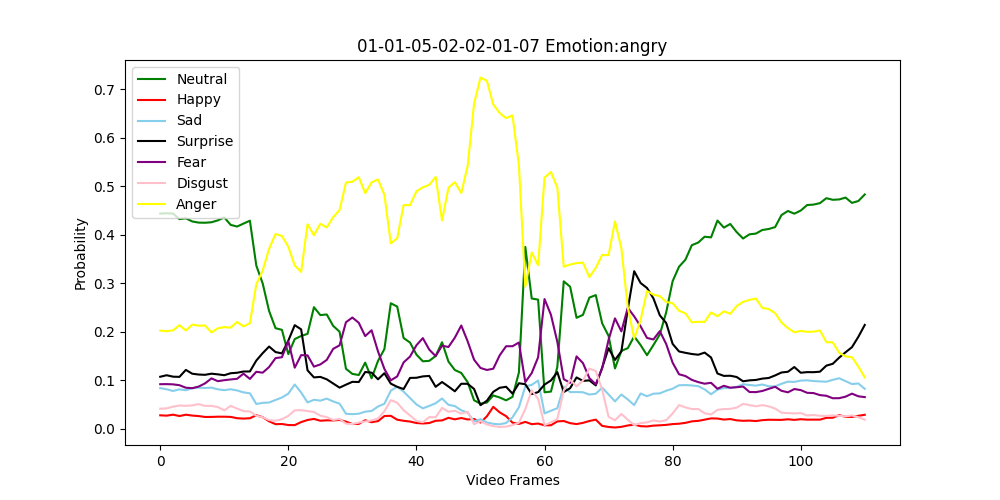 01-01-05-02-02-01-07 Emotion:angry
Neutral
Happy
Sad
Surprise
Fear
Disgust
Anger
0.7
0.6
0.5
0.4
0.3
0.2
0.1
0.0
Probability
0 20 40 60 80 100
Video Frames